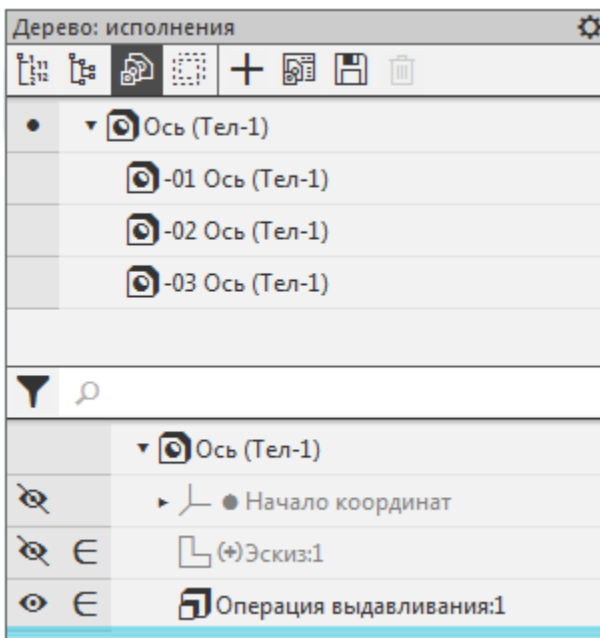 Дерево: исполнения
Ось (Тел-1)
-01 Ось (Тел-1)
-02 Ось (Тел-1)
-03 Ось (Тел-1)
Ось (Тел-1)
Начало координат
(+)Эскиз:1
Операция выдавливания:1